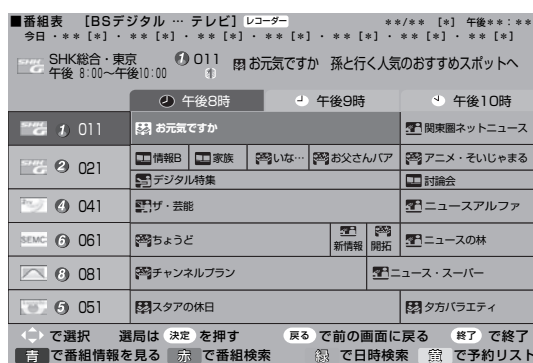 ■番組表 [BSデジタル … テレビ] レコーダー **/** [*] 午後**:**
今日・** [*]・** [*]・** [*]・** [*]・** [*]・** [*]・** [*]
SHK総合・東京 1 011 お元気ですか 孫と行く人気のおすすめスポットへ
午後 8:00～午後10:00
午後8時 午後9時 午後10時
1 011 お元気ですか 関東圏ネットニュース
2 021 情報B 家族 いな… お父さんバア アニメ・そいじゃまる
デジタル特集 討論会
4 041 ザ・芸能 ニュースアルファ
SEMC 6 061 ちょうど 新情報 開拓 ニュースの林
8 081 チャンネルプラン ニュース・スーパー
5 051 スタアの休日 夕方バラエティ
で選択 選局は 決定 を押す 戻る で前の画面に戻る 終了 で終了
青 で番組情報を見る 赤 で番組検索 緑 で日時検索 黄 で予約リスト